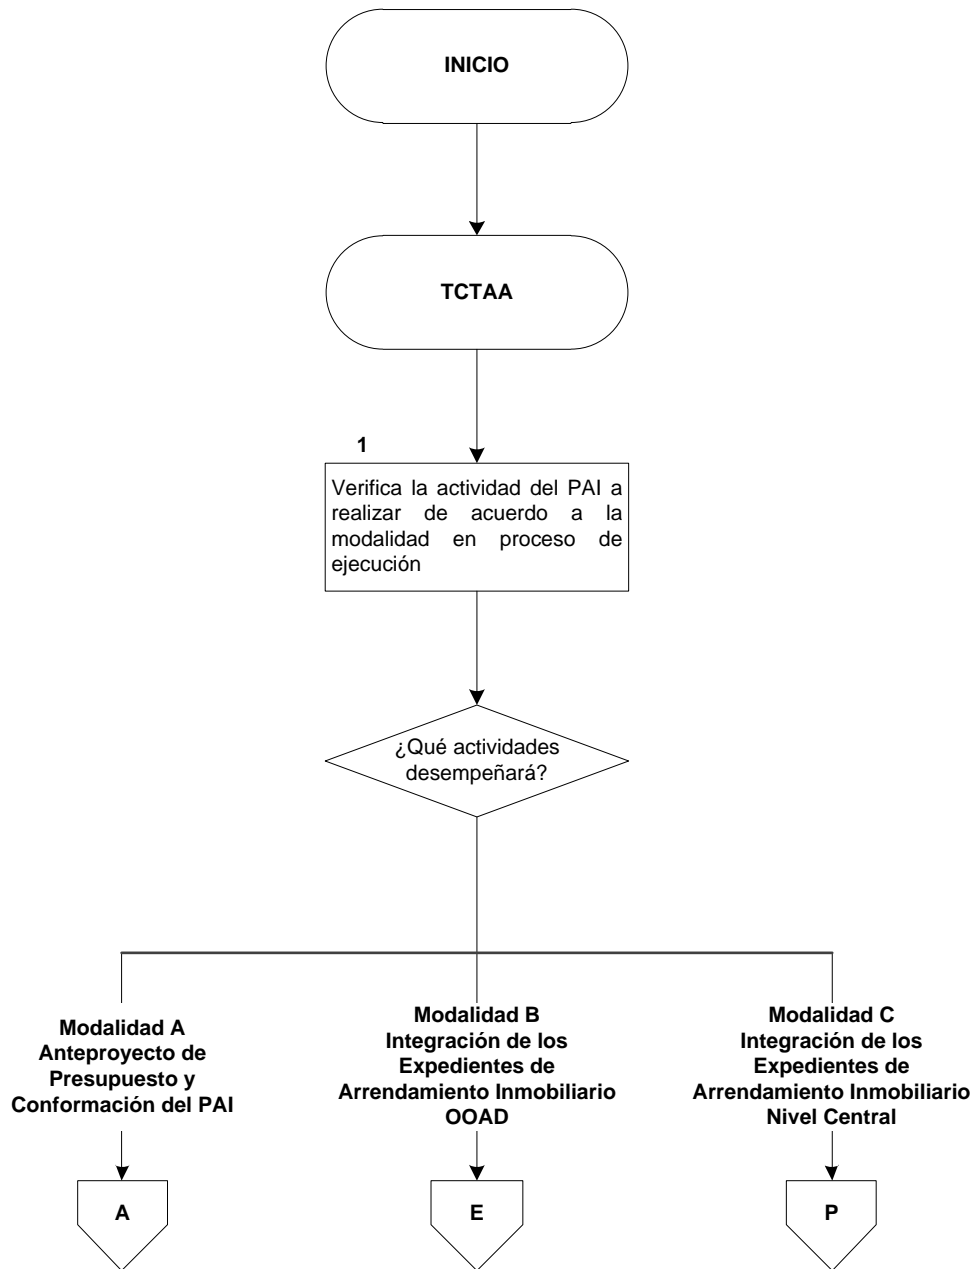 INICIO
TCTAA
1
Verifica la actividad del PAI a
realizar de acuerdo a la
modalidad en proceso de
ejecución
¿Qué actividades
desempeñará?
Modalidad A
Anteproyecto de
Presupuesto y
Conformación del PAI
Modalidad B
Integración de los
Expedientes de
Arrendamiento Inmobiliario
OOAD
Modalidad C
Integración de los
Expedientes de
Arrendamiento Inmobiliario
Nivel Central
A
E
P